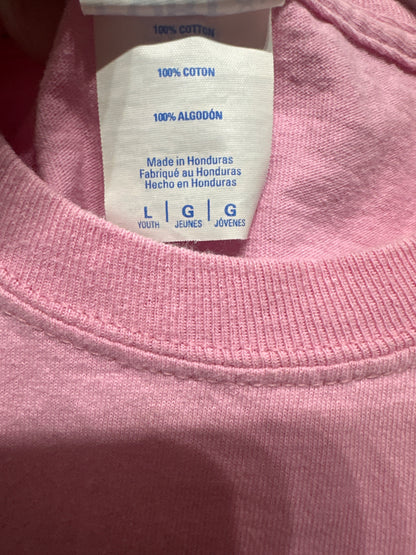 100% COTTON
100% COTON
100% ALGODÓN
Made in Honduras
Fabriqué au Honduras
Hecho en Honduras
L | G | G
YOUTH JEUNES JÓVENES